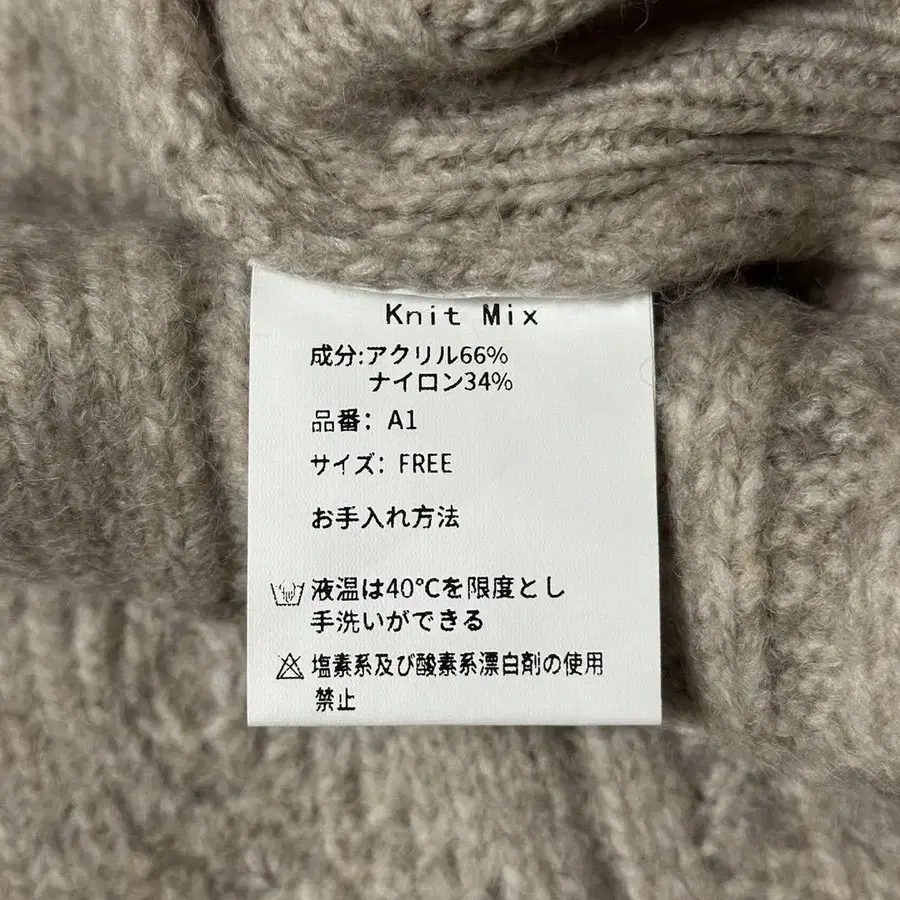 Knit Mix
成分:アクリル66%
ナイロン34%
品番: A1
サイズ: FREE
お手入れ方法
液温は40℃を限度とし
手洗いができる
塩素系及び酸素系漂白剤の使用
禁止